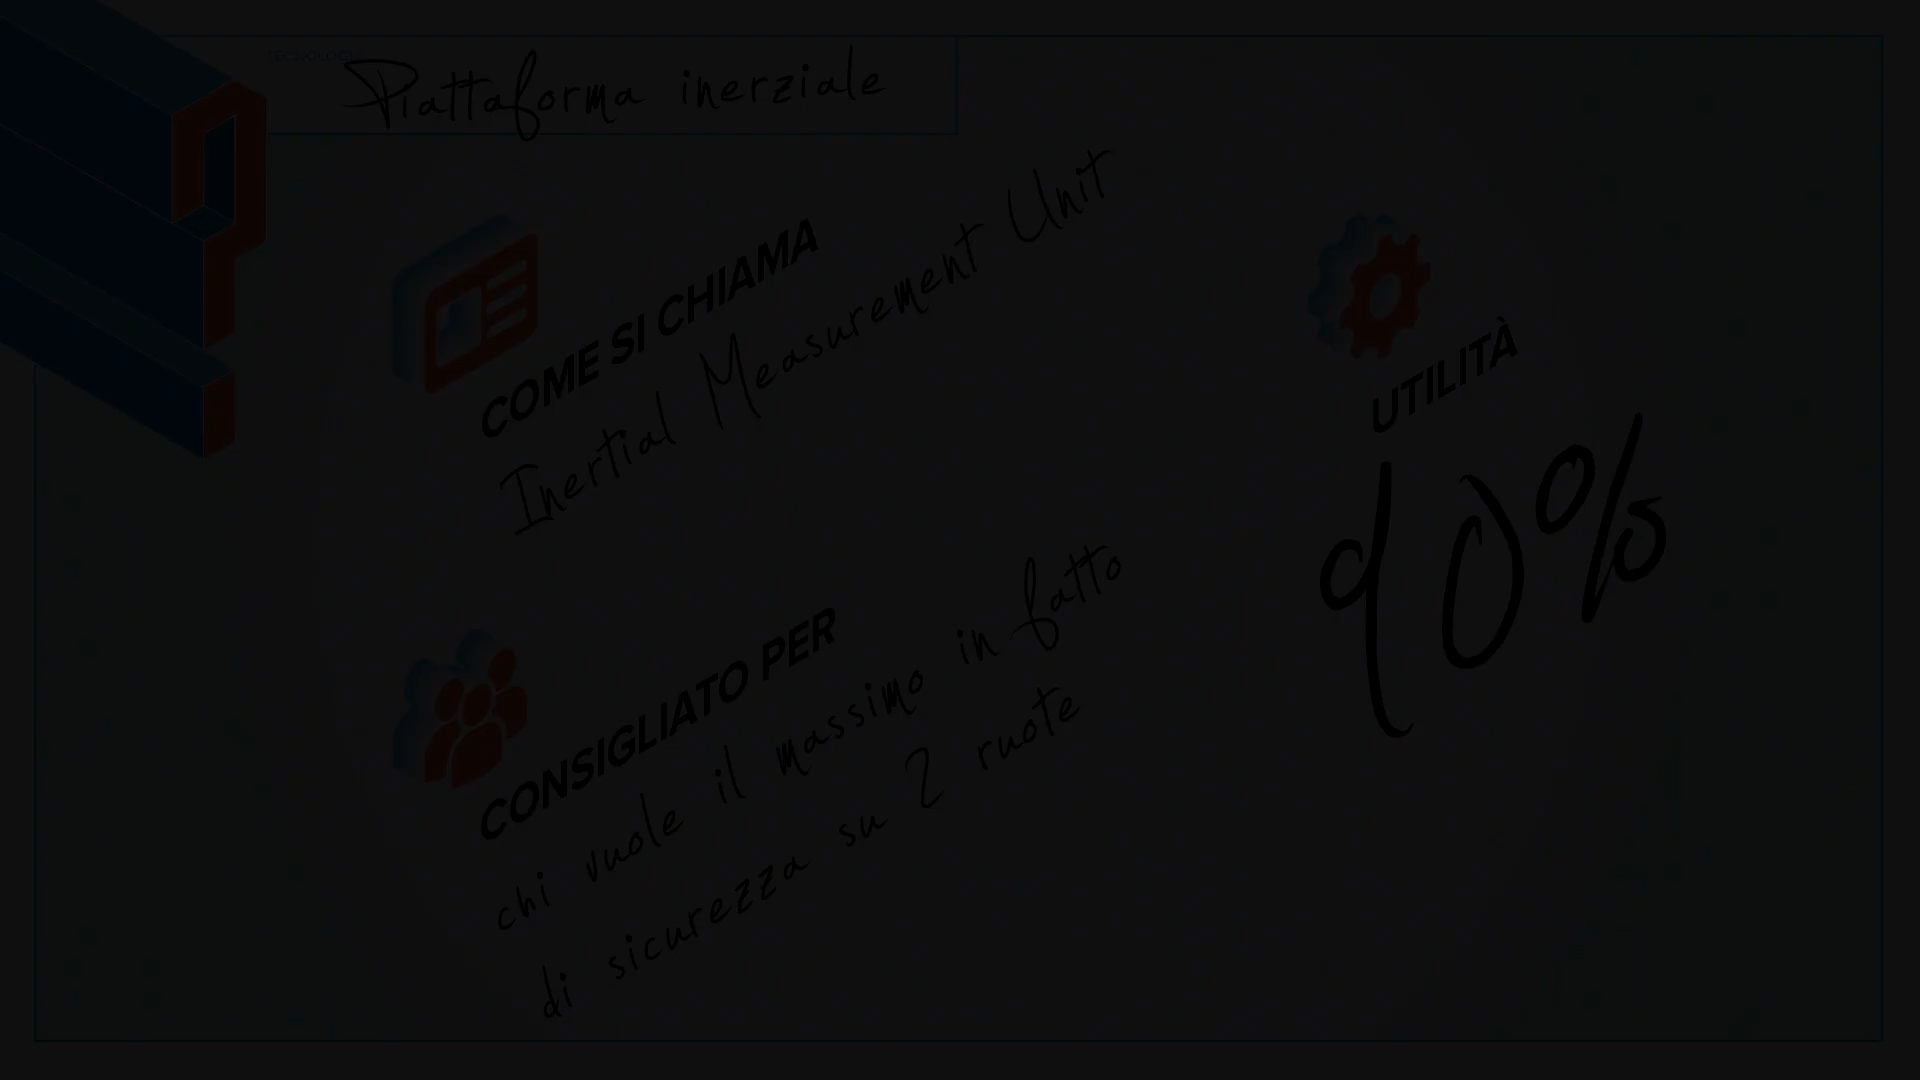 TECNOLOGIA
Piattaforma inerziale
COME SI CHIAMA
Inertial Measurement Unit
UTILITÀ
90%
CONSIGLIATO PER
chi vuole il massimo in fatto
di sicurezza su 2 ruote